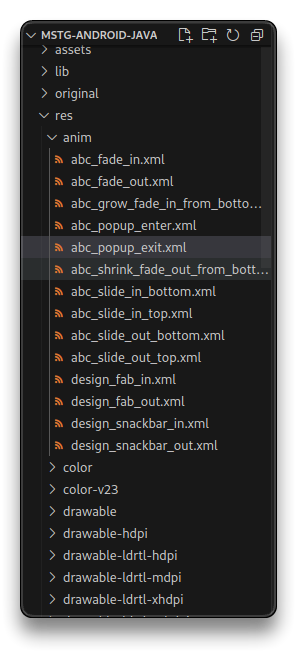 MSTG-ANDROID-JAVA
assets
lib
original
res
anim
abc_fade_in.xml
abc_fade_out.xml
abc_grow_fade_in_from_botto...
abc_popup_enter.xml
abc_popup_exit.xml
abc_shrink_fade_out_from_bott...
abc_slide_in_bottom.xml
abc_slide_in_top.xml
abc_slide_out_bottom.xml
abc_slide_out_top.xml
design_fab_in.xml
design_fab_out.xml
design_snackbar_in.xml
design_snackbar_out.xml
color
color-v23
drawable
drawable-hdpi
drawable-ldrtl-hdpi
drawable-ldrtl-mdpi
drawable-ldrtl-xhdpi